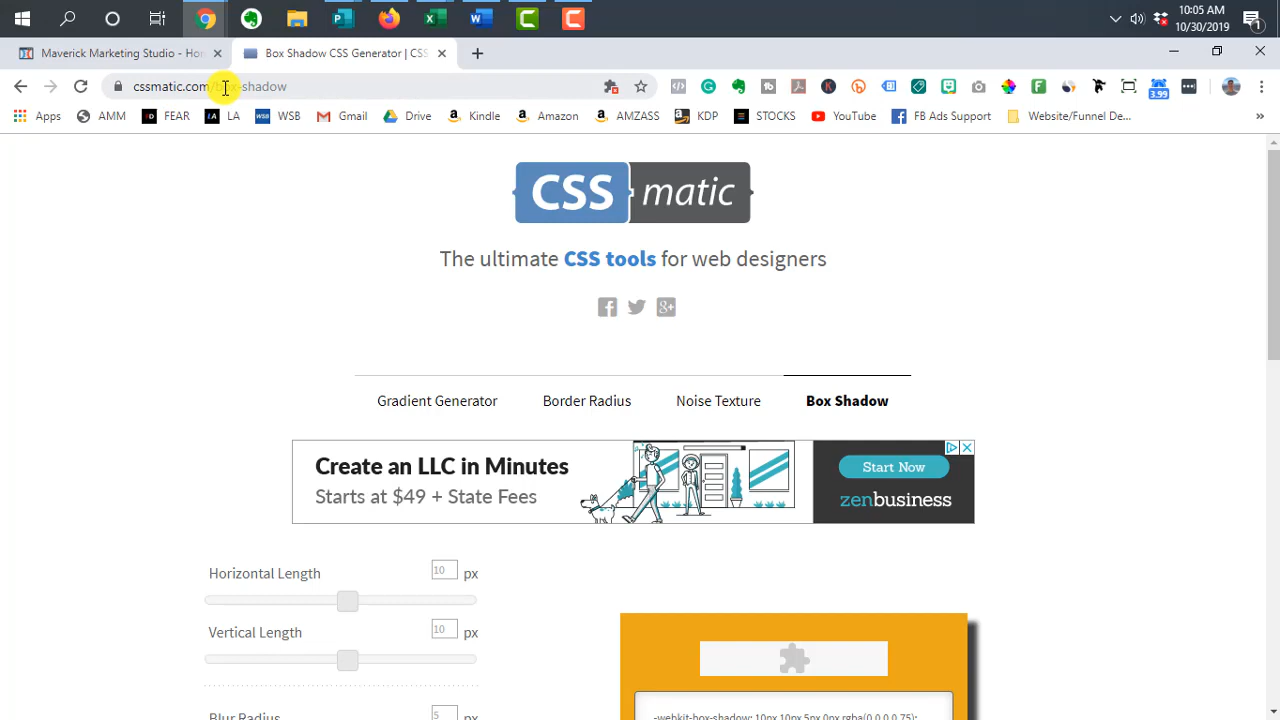 10:05 AM
10/30/2019
1
Maverick Marketing Studio - Ho
Box Shadow CSS Generator | CSS
cssmatic.com/box-shadow
3.99
Apps
AMM
FEAR
LA
WSB
Gmail
Drive
Kindle
Amazon
AMZASS
KDP
STOCKS
YouTube
FB Ads Support
Website/Funnel De...
CSS matic
The ultimate CSS tools for web designers
Gradient Generator
Border Radius
Noise Texture
Box Shadow
Create an LLC in Minutes
Starts at $49 + State Fees
Start Now
zenbusiness
Horizontal Length
10 px
Vertical Length
10 px
Blur Radius
5
-webkit-box-shadow: 10px 10px 5px 0px rgba(0,0,0,0.75);